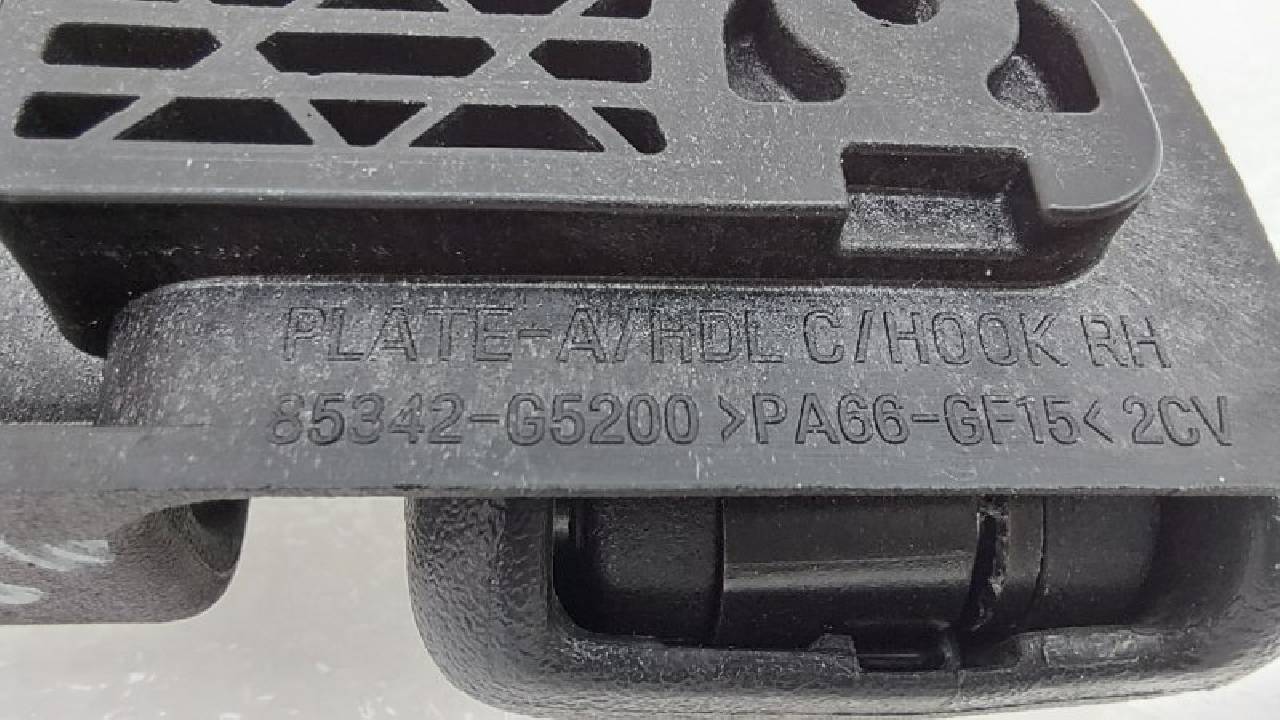 PLATE-A/HDL C/HOOK RH
85342-G5200 >PA66-GF15< 2CV